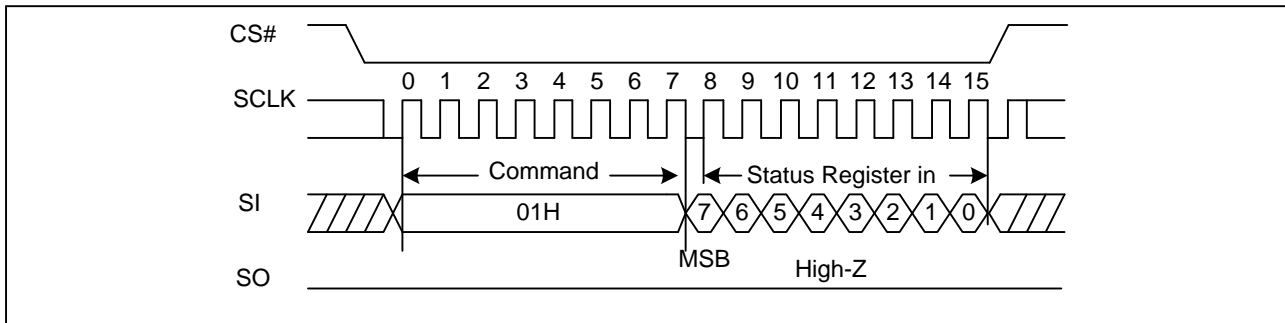 CS#
0 1 2 3 4 5 6 7 8 9 10 11 12 13 14 15
SCLK
Command Status Register in
SI 01H 7 6 5 4 3 2 1 0
MSB
SO High-Z